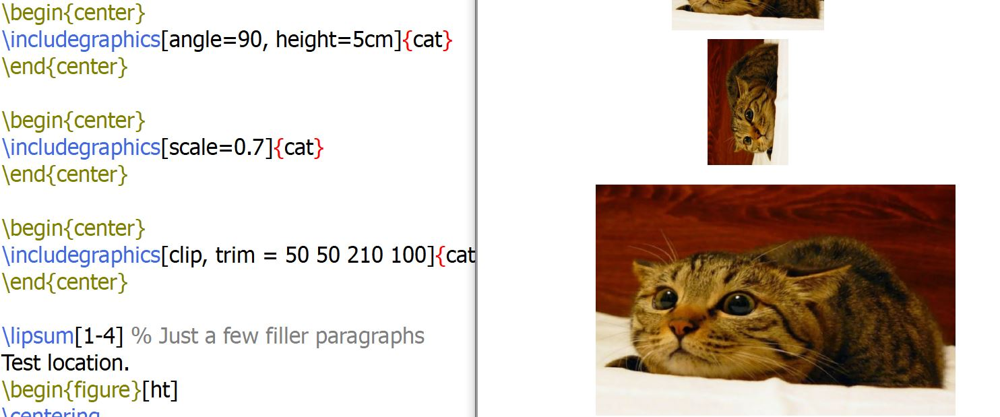 \begin{center}
\includegraphics[angle=90, height=5cm]{cat}
\end{center}
\begin{center}
\includegraphics[scale=0.7]{cat}
\end{center}
\begin{center}
\includegraphics[clip, trim = 50 50 210 100]{cat
\end{center}
\lipsum[1-4] % Just a few filler paragraphs
Test location.
\begin{figure}[ht]
\centering